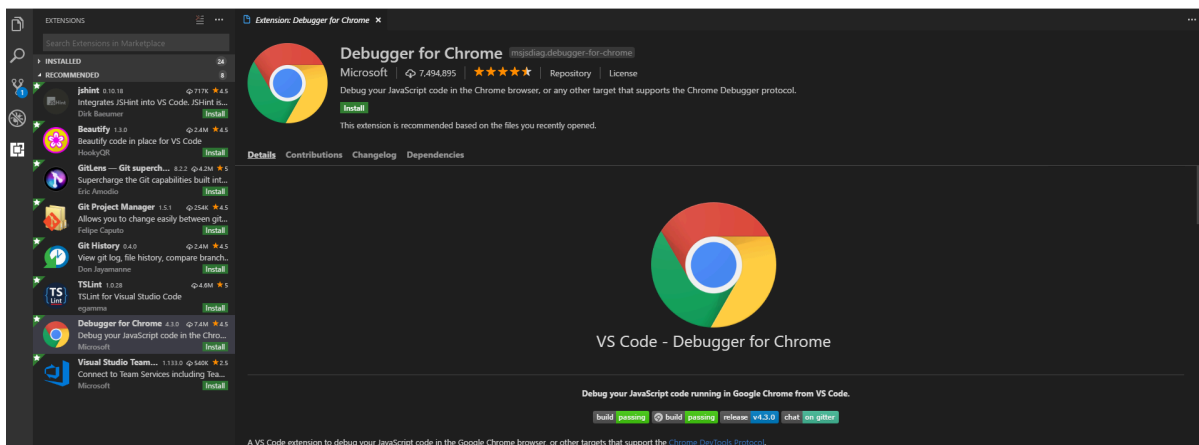 EXTENSIONS
Search Extensions in Marketplace
INSTALLED 24
RECOMMENDED 8
jshint 0.10.18 717K ★4.5
Integrates JSHint into VS Code. JSHint is...
Dirk Baeumer Install
Beautify 1.3.0 2.4M ★4.5
Beautify code in place for VS Code
HookyQR Install
GitLens — Git superch... 8.2.2 4.2M ★5
Supercharge the Git capabilities built int...
Eric Amodio Install
Git Project Manager 1.5.1 254K ★4.5
Allows you to change easily between git...
Felipe Caputo Install
Git History 0.4.0 2.4M ★4.5
View git log, file history, compare branch..
Don Jayamanne Install
TS Lint
TSLint 1.0.28 4.6M ★5
TSLint for Visual Studio Code
egamma Install
Debugger for Chrome 4.3.0 7.4M ★4.5
Debug your JavaScript code in the Chro...
Microsoft Install
Visual Studio Team... 1.133.0 540K ★2.5
Connect to Team Services including Tea...
Microsoft Install
1
Extension: Debugger for Chrome ×
Debugger for Chrome msjsdiag.debugger-for-chrome
Microsoft | 7,494,895 | ★★★★★ | Repository | License
Debug your JavaScript code in the Chrome browser, or any other target that supports the Chrome Debugger protocol.
Install
This extension is recommended based on the files you recently opened.
Details Contributions Changelog Dependencies
VS Code - Debugger for Chrome
Debug your JavaScript code running in Google Chrome from VS Code.
build passing build passing release v4.3.0 chat on gitter
A VS Code extension to debug your JavaScript code in the Google Chrome browser, or other targets that support the Chrome DevTools Protocol.